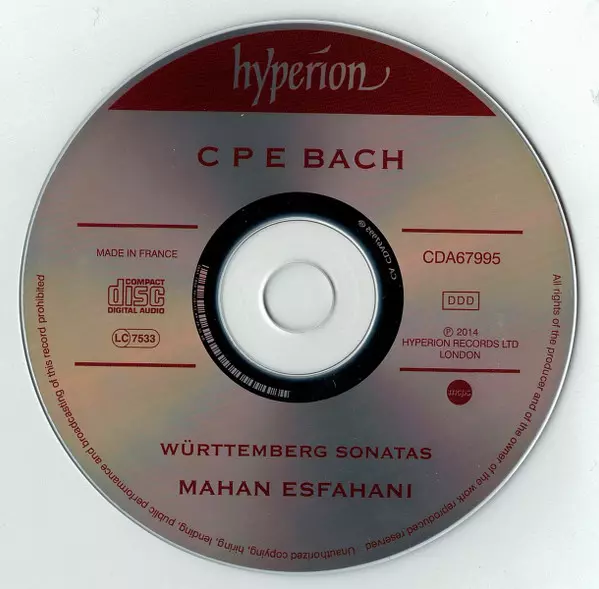 hyperion
C P E BACH
MADE IN FRANCE
CDA67995
COMPACT
disc
DIGITAL AUDIO
DDD
LC 7533
℗ 2014
HYPERION RECORDS LTD
LONDON
mcps
WÜRTTEMBERG SONATAS
MAHAN ESFAHANI
All rights of the producer and of the owner of the work reproduced reserved. Unauthorized copying, hiring, lending, public performance and broadcasting of this record prohibited